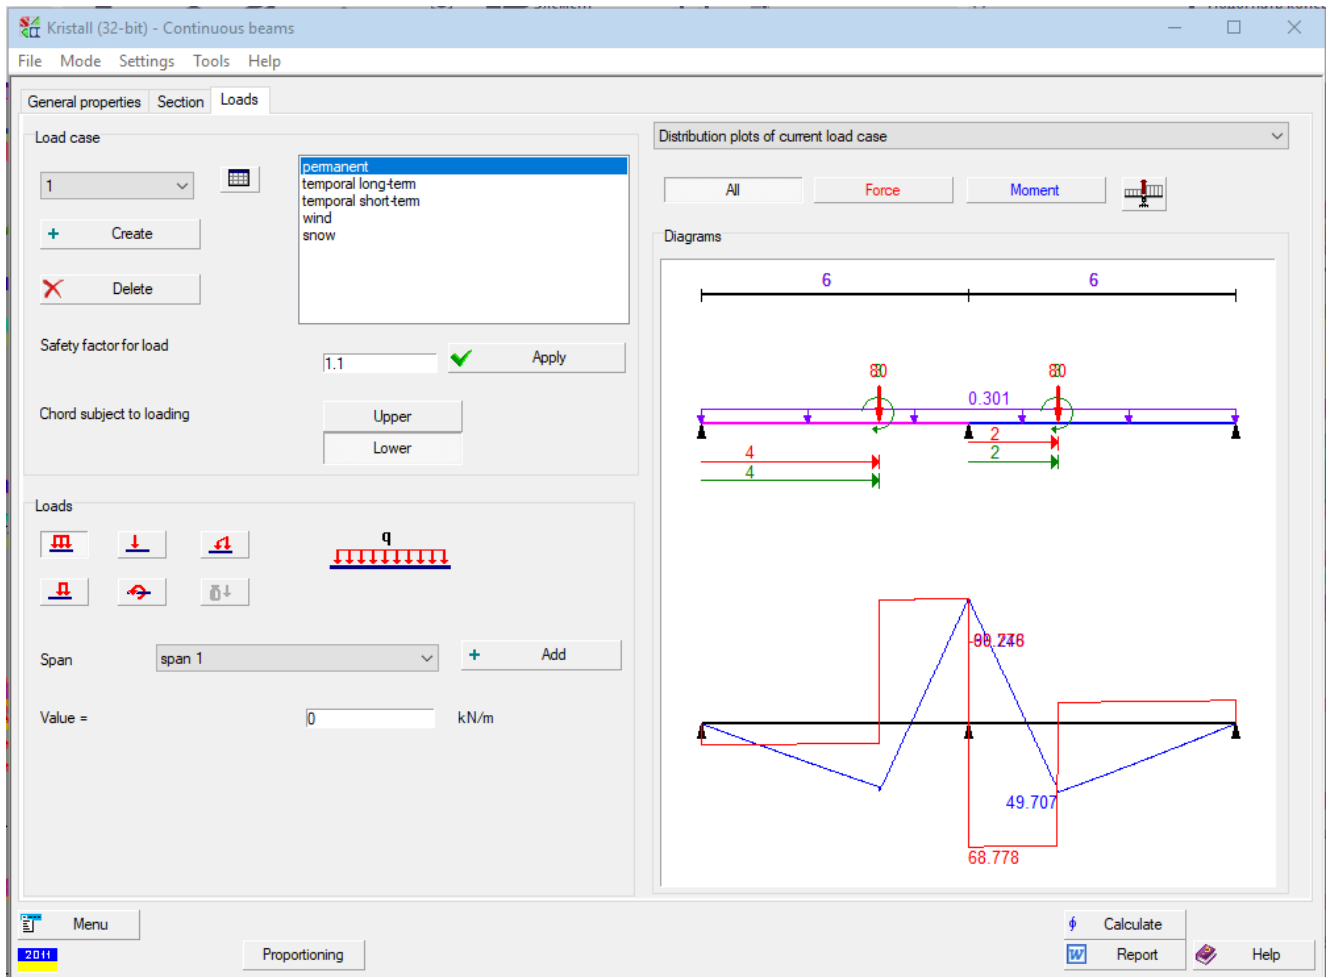 Kristall (32-bit) - Continuous beams
File Mode Settings Tools Help
General properties Section Loads
Load case
1
Create
Delete
permanent
temporal long-term
temporal short-term
wind
snow
Safety factor for load
1.1
Apply
Chord subject to loading
Upper
Lower
Loads
q
Span
span 1
Add
Value =
0
kN/m
Distribution plots of current load case
All
Force
Moment
Diagrams
6
6
80
80
0.301
4
4
2
2
49.707
68.778
Menu
2011
Proportioning
Calculate
Report
Help